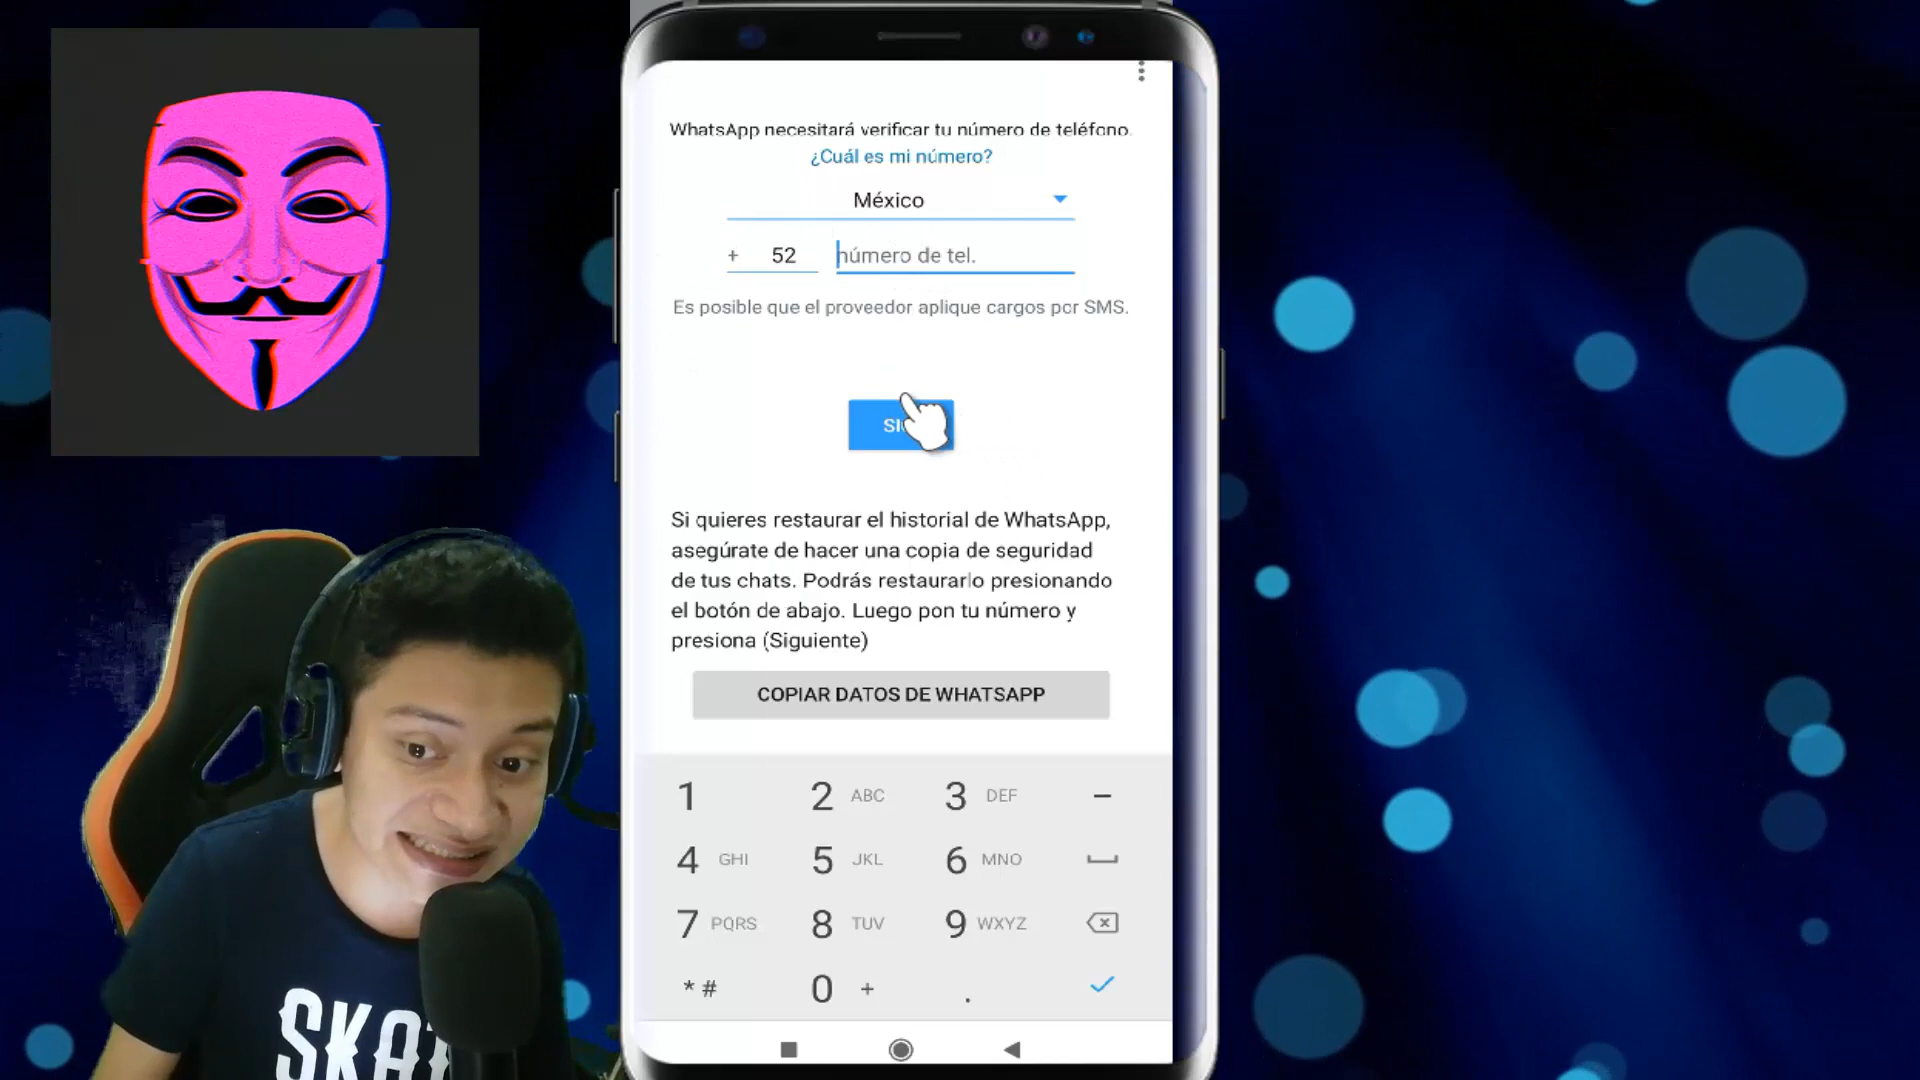 WhatsApp necesitará verificar tu número de teléfono.
¿Cuál es mi número?
México
+ 52 número de tel.
Es posible que el proveedor aplique cargos por SMS.
Si quieres restaurar el historial de WhatsApp,
asegúrate de hacer una copia de seguridad
de tus chats. Podrás restaurarlo presionando
el botón de abajo. Luego pon tu número y
presiona (Siguiente)
COPIAR DATOS DE WHATSAPP
1 2 ABC 3 DEF –
4 GHI 5 JKL 6 MNO
7 PQRS 8 TUV 9 WXYZ
* # 0 + .